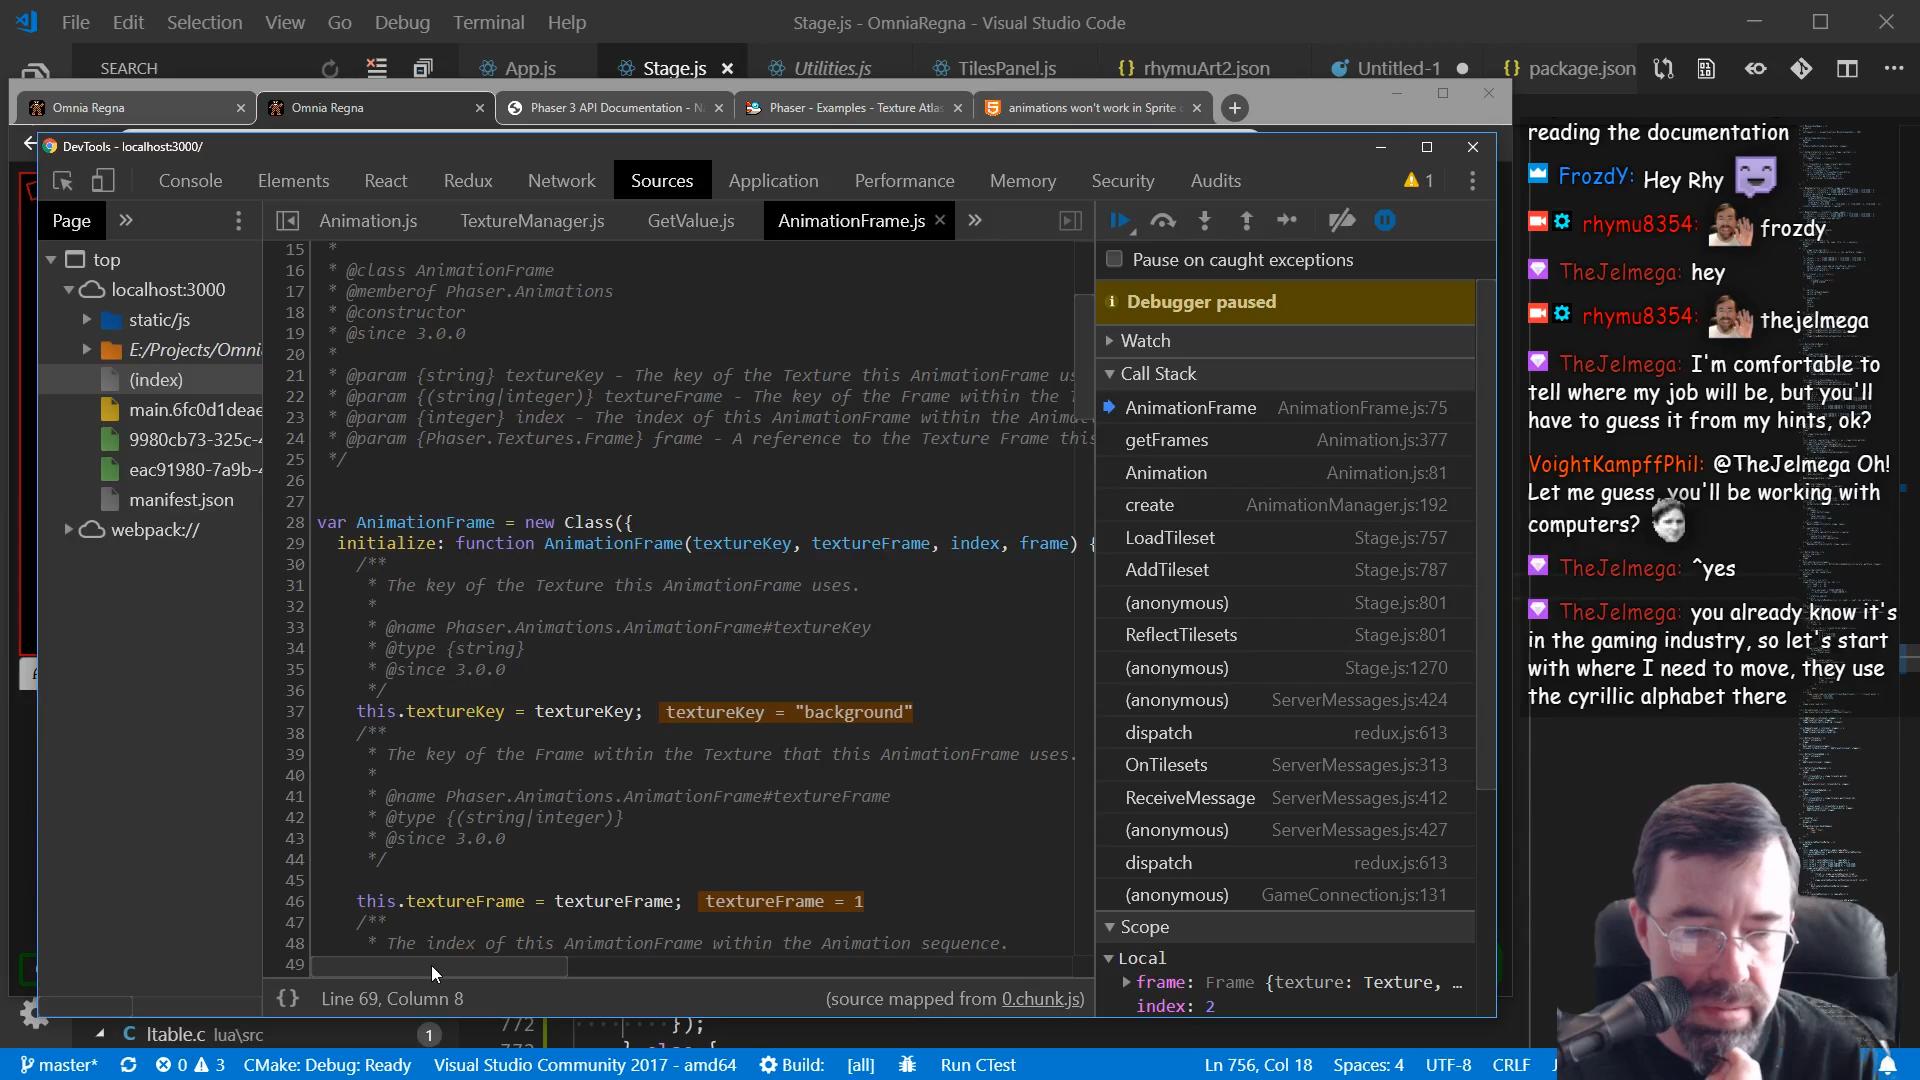 File Edit Selection View Go Debug Terminal Help
Stage.js - OmniaRegna - Visual Studio Code
SEARCH
App.js
Stage.js
Utilities.js
TilesPanel.js
{} rhymuArt2.json
Untitled-1
{} package.json
Omnia Regna
Omnia Regna
Phaser 3 API Documentation - N
Phaser - Examples - Texture Atlas
animations won't work in Sprite
DevTools - localhost:3000/
Console Elements React Redux Network Sources Application Performance Memory Security Audits
1
Page
Animation.js TextureManager.js GetValue.js AnimationFrame.js
top
localhost:3000
static/js
E:/Projects/Omni
(index)
main.6fc0d1deae
9980cb73-325c-4
eac91980-7a9b-4
manifest.json
webpack://
15 *
16 * @class AnimationFrame
17 * @memberof Phaser.Animations
18 * @constructor
19 * @since 3.0.0
20 *
21 * @param {string} textureKey - The key of the Texture this AnimationFrame us
22 * @param {(string|integer)} textureFrame - The key of the Frame within the T
23 * @param {integer} index - The index of this AnimationFrame within the Anima
24 * @param {Phaser.Textures.Frame} frame - A reference to the Texture Frame this
25 */
26
27
28 var AnimationFrame = new Class({
29 initialize: function AnimationFrame(textureKey, textureFrame, index, frame) {
30 /**
31 * The key of the Texture this AnimationFrame uses.
32 *
33 * @name Phaser.Animations.AnimationFrame#textureKey
34 * @type {string}
35 * @since 3.0.0
36 */
37 this.textureKey = textureKey; textureKey = "background"
38 /**
39 * The key of the Frame within the Texture that this AnimationFrame uses.
40 *
41 * @name Phaser.Animations.AnimationFrame#textureFrame
42 * @type {(string|integer)}
43 * @since 3.0.0
44 */
45
46 this.textureFrame = textureFrame; textureFrame = 1
47 /**
48 * The index of this AnimationFrame within the Animation sequence.
49
{} Line 69, Column 8
(source mapped from 0.chunk.js)
Pause on caught exceptions
Debugger paused
Watch
Call Stack
AnimationFrame AnimationFrame.js:75
getFrames Animation.js:377
Animation Animation.js:81
create AnimationManager.js:192
LoadTileset Stage.js:757
AddTileset Stage.js:787
(anonymous) Stage.js:801
ReflectTilesets Stage.js:801
(anonymous) Stage.js:1270
(anonymous) ServerMessages.js:424
dispatch redux.js:613
OnTilesets ServerMessages.js:313
ReceiveMessage ServerMessages.js:412
(anonymous) ServerMessages.js:427
dispatch redux.js:613
(anonymous) GameConnection.js:131
Scope
Local
frame: Frame {texture: Texture, …
index: 2
reading the documentation
FrozdY: Hey Rhy
rhymu8354: frozdy
TheJelmega: hey
rhymu8354: thejelmega
TheJelmega: I'm comfortable to
tell where my job will be, but you'll
have to guess it from my hints, ok?
VoightKampffPhil: @TheJelmega Oh!
Let me guess, you'll be working with
computers?
TheJelmega: ^yes
TheJelmega: you already know it's
in the gaming industry, so let's start
with where I need to move, they use
the cyrillic alphabet there
C ltable.c lua\src
1
772 });
master*
0 3
CMake: Debug: Ready
Visual Studio Community 2017 - amd64
Build: [all]
Run CTest
Ln 756, Col 18
Spaces: 4
UTF-8
CRLF